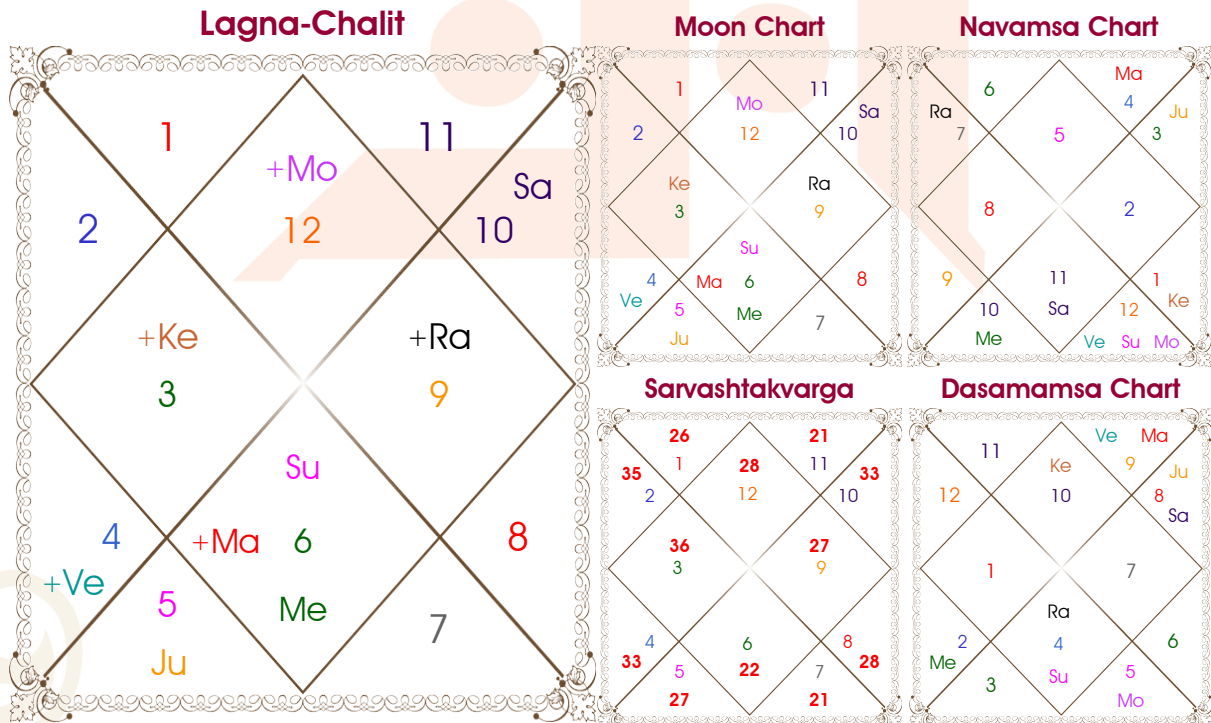 Lagna-Chalit
1
+Mo
12
11
Sa
10
2
+Ke
3
+Ra
9
Su
4
+Ve
+Ma
6
8
5
Ju
Me
7
Moon Chart
1
Mo
12
11
Sa
10
2
Ke
3
Ra
9
Su
4
Ve
Ma
6
8
5
Ju
Me
7
Navamsa Chart
6
Ma
4
Ju
3
Ra
7
5
8
2
9
11
Sa
1
Ke
10
Me
12
Ve Su Mo
Sarvashtakvarga
26
1
28
12
21
11
33
10
35
2
36
3
27
9
4
33
6
22
8
28
5
27
7
21
Dasamamsa Chart
11
Ke
10
Ve Ma
9
Ju
8
Sa
12
1
7
Ra
4
Su
2
Me
6
3
5
Mo